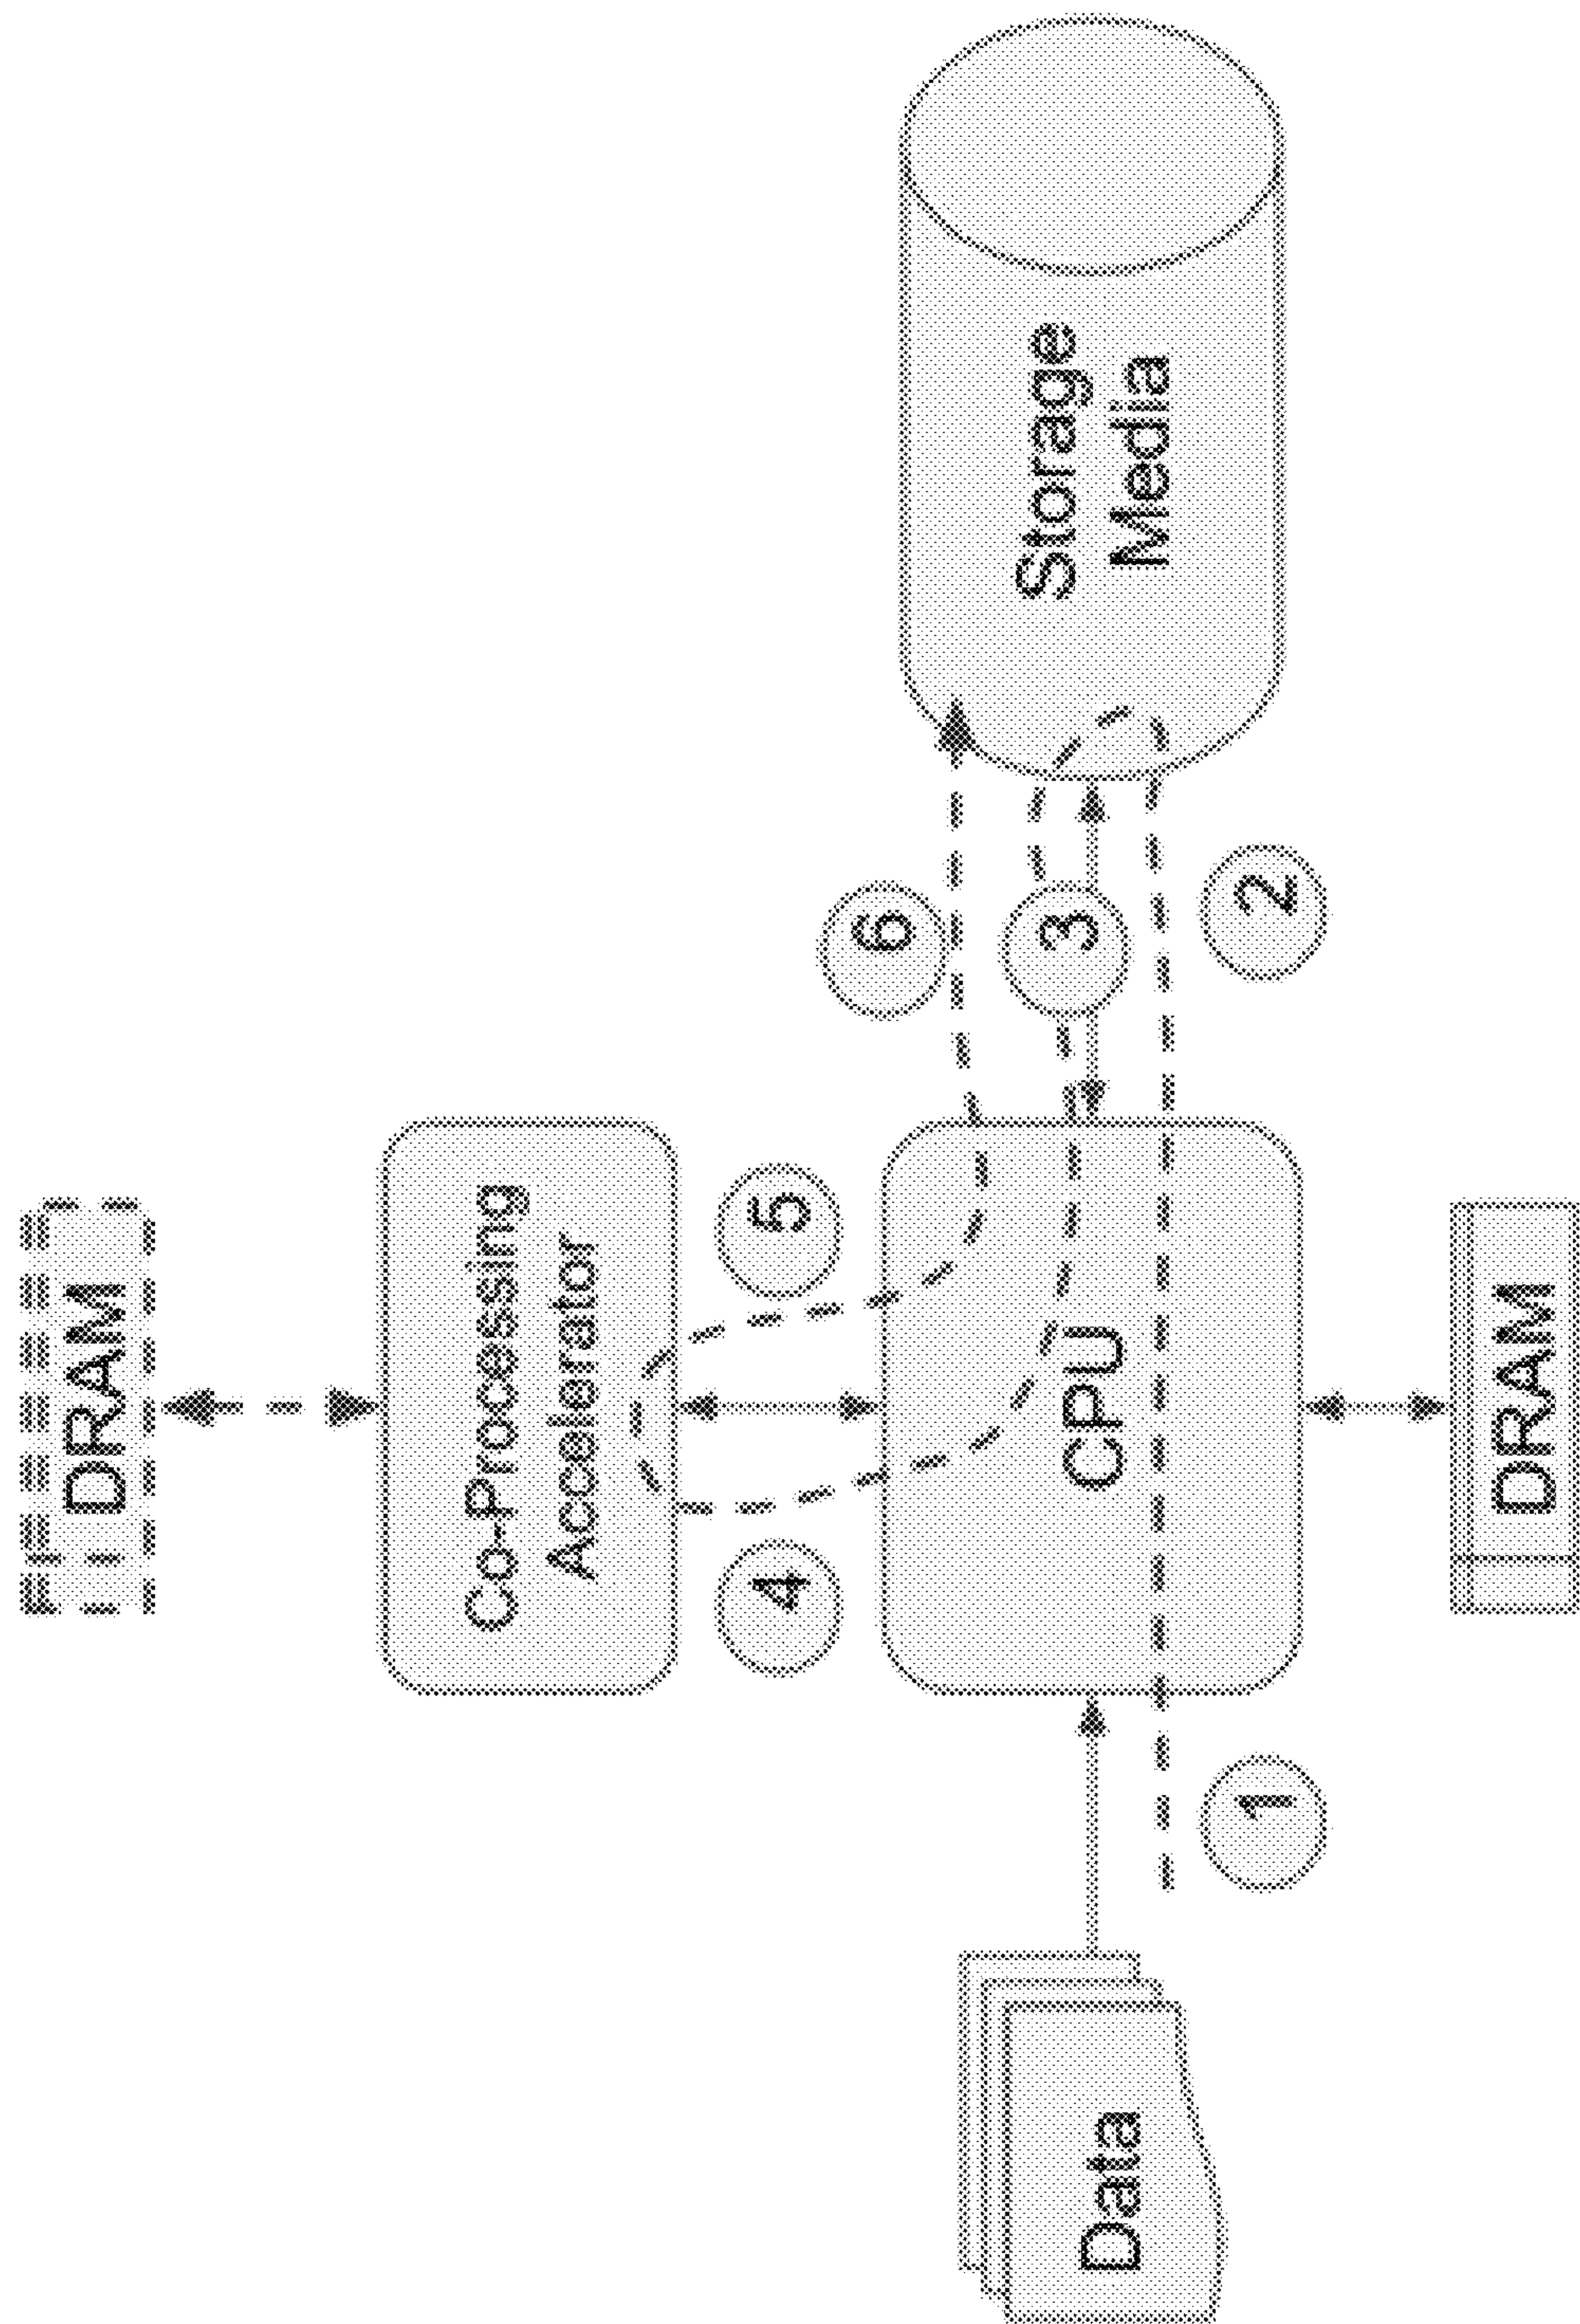 DRAM
Co-Processing
Accelerator
4
5
6
Data
CPU
3
Storage
Media
1
2
DRAM